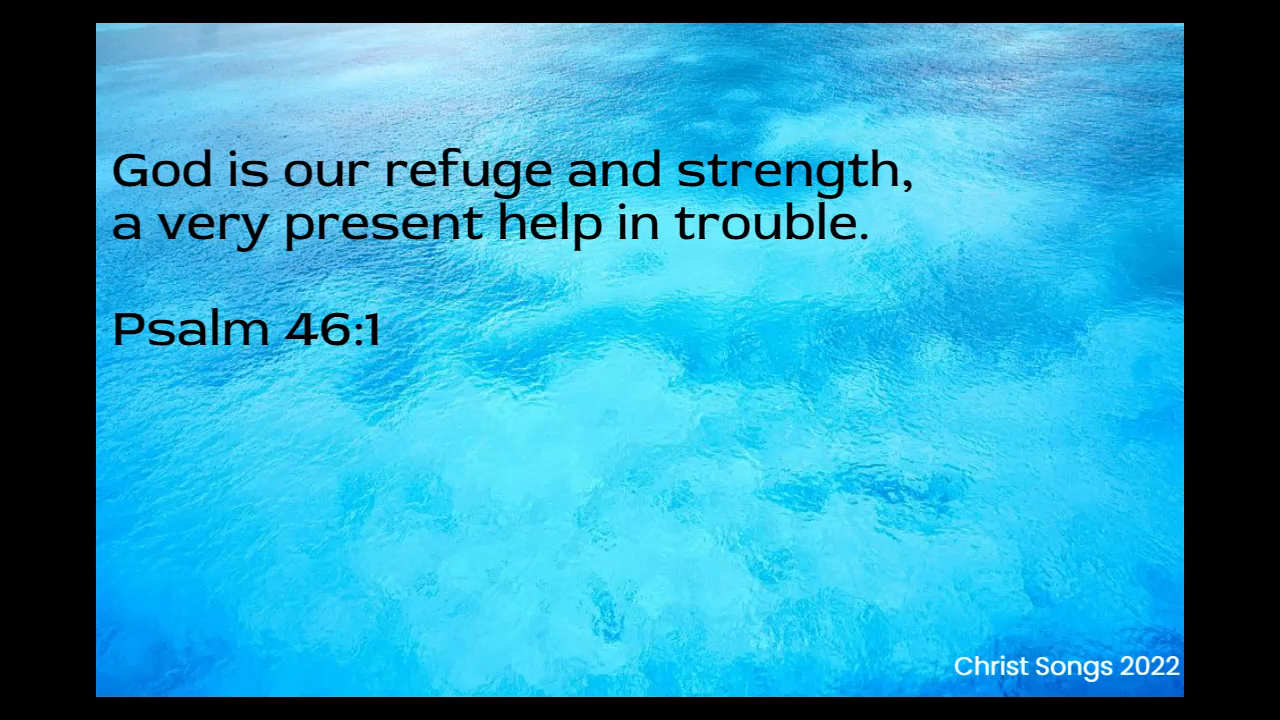 God is our refuge and strength,
a very present help in trouble.
Psalm 46:1
Christ Songs 2022